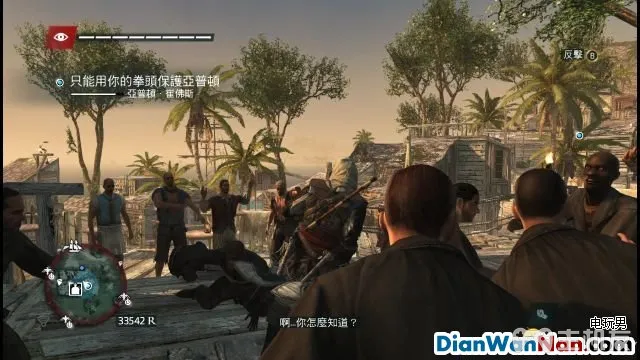 反擊 B
只能用你的拳頭保護亞普頓
亞普頓·崔佛斯
33542 R
啊...你怎麼知道？
电玩男
DianWanNan.com